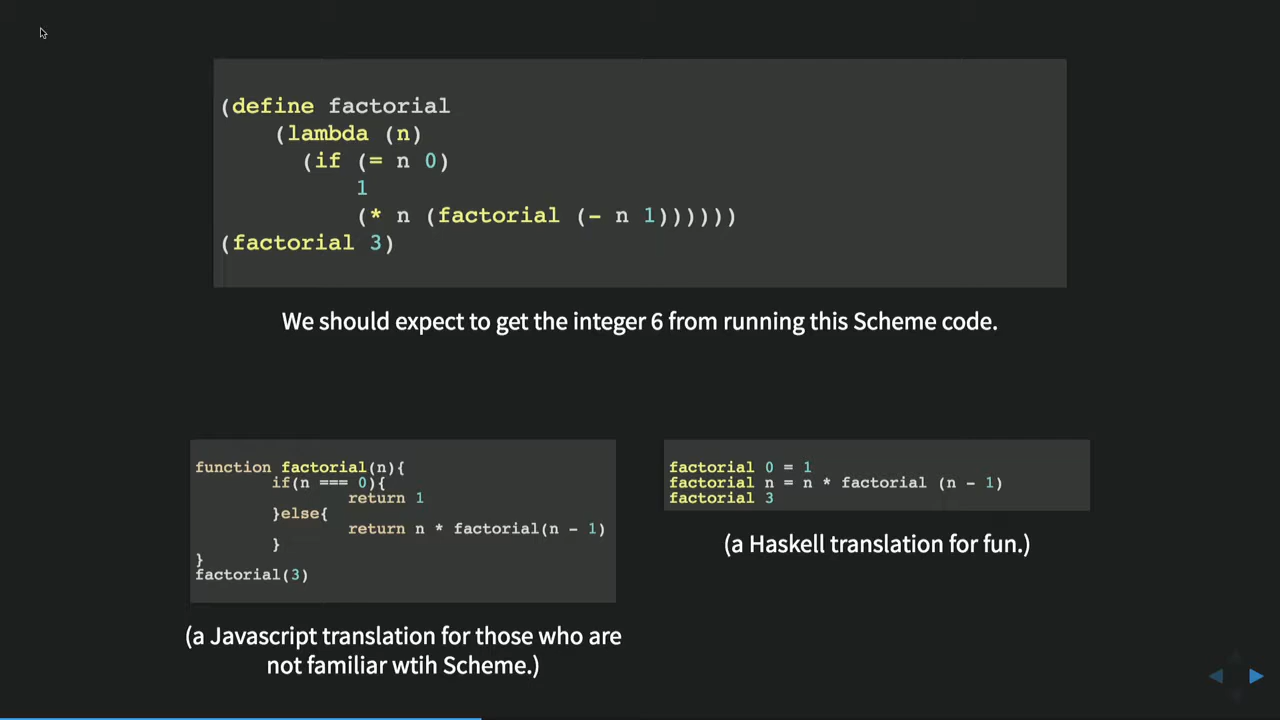 (define factorial
    (lambda (n)
      (if (= n 0)
          1
          (* n (factorial (- n 1))))))
(factorial 3)
We should expect to get the integer 6 from running this Scheme code.
function factorial(n){
        if(n === 0){
                return 1
        }else{
                return n * factorial(n - 1)
        }
}
factorial(3)
(a Javascript translation for those who are
not familiar wtih Scheme.)
factorial 0 = 1
factorial n = n * factorial (n - 1)
factorial 3
(a Haskell translation for fun.)